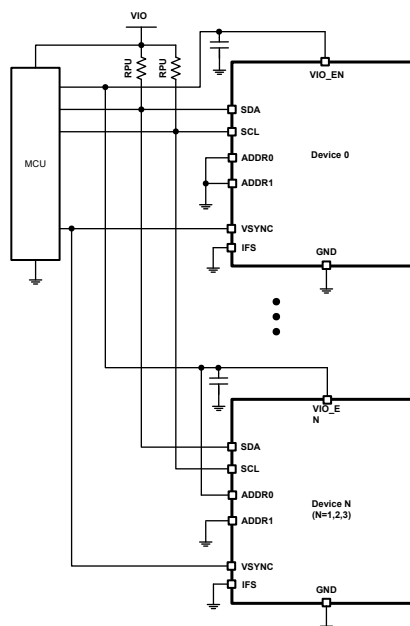 VIO
RPU
RPU
MCU
VIO_EN
SDA
SCL
ADDR0
ADDR1
VSYNC
IFS
GND
Device 0
VIO_E
N
SDA
SCL
ADDR0
ADDR1
VSYNC
IFS
GND
Device N
(N=1,2,3)